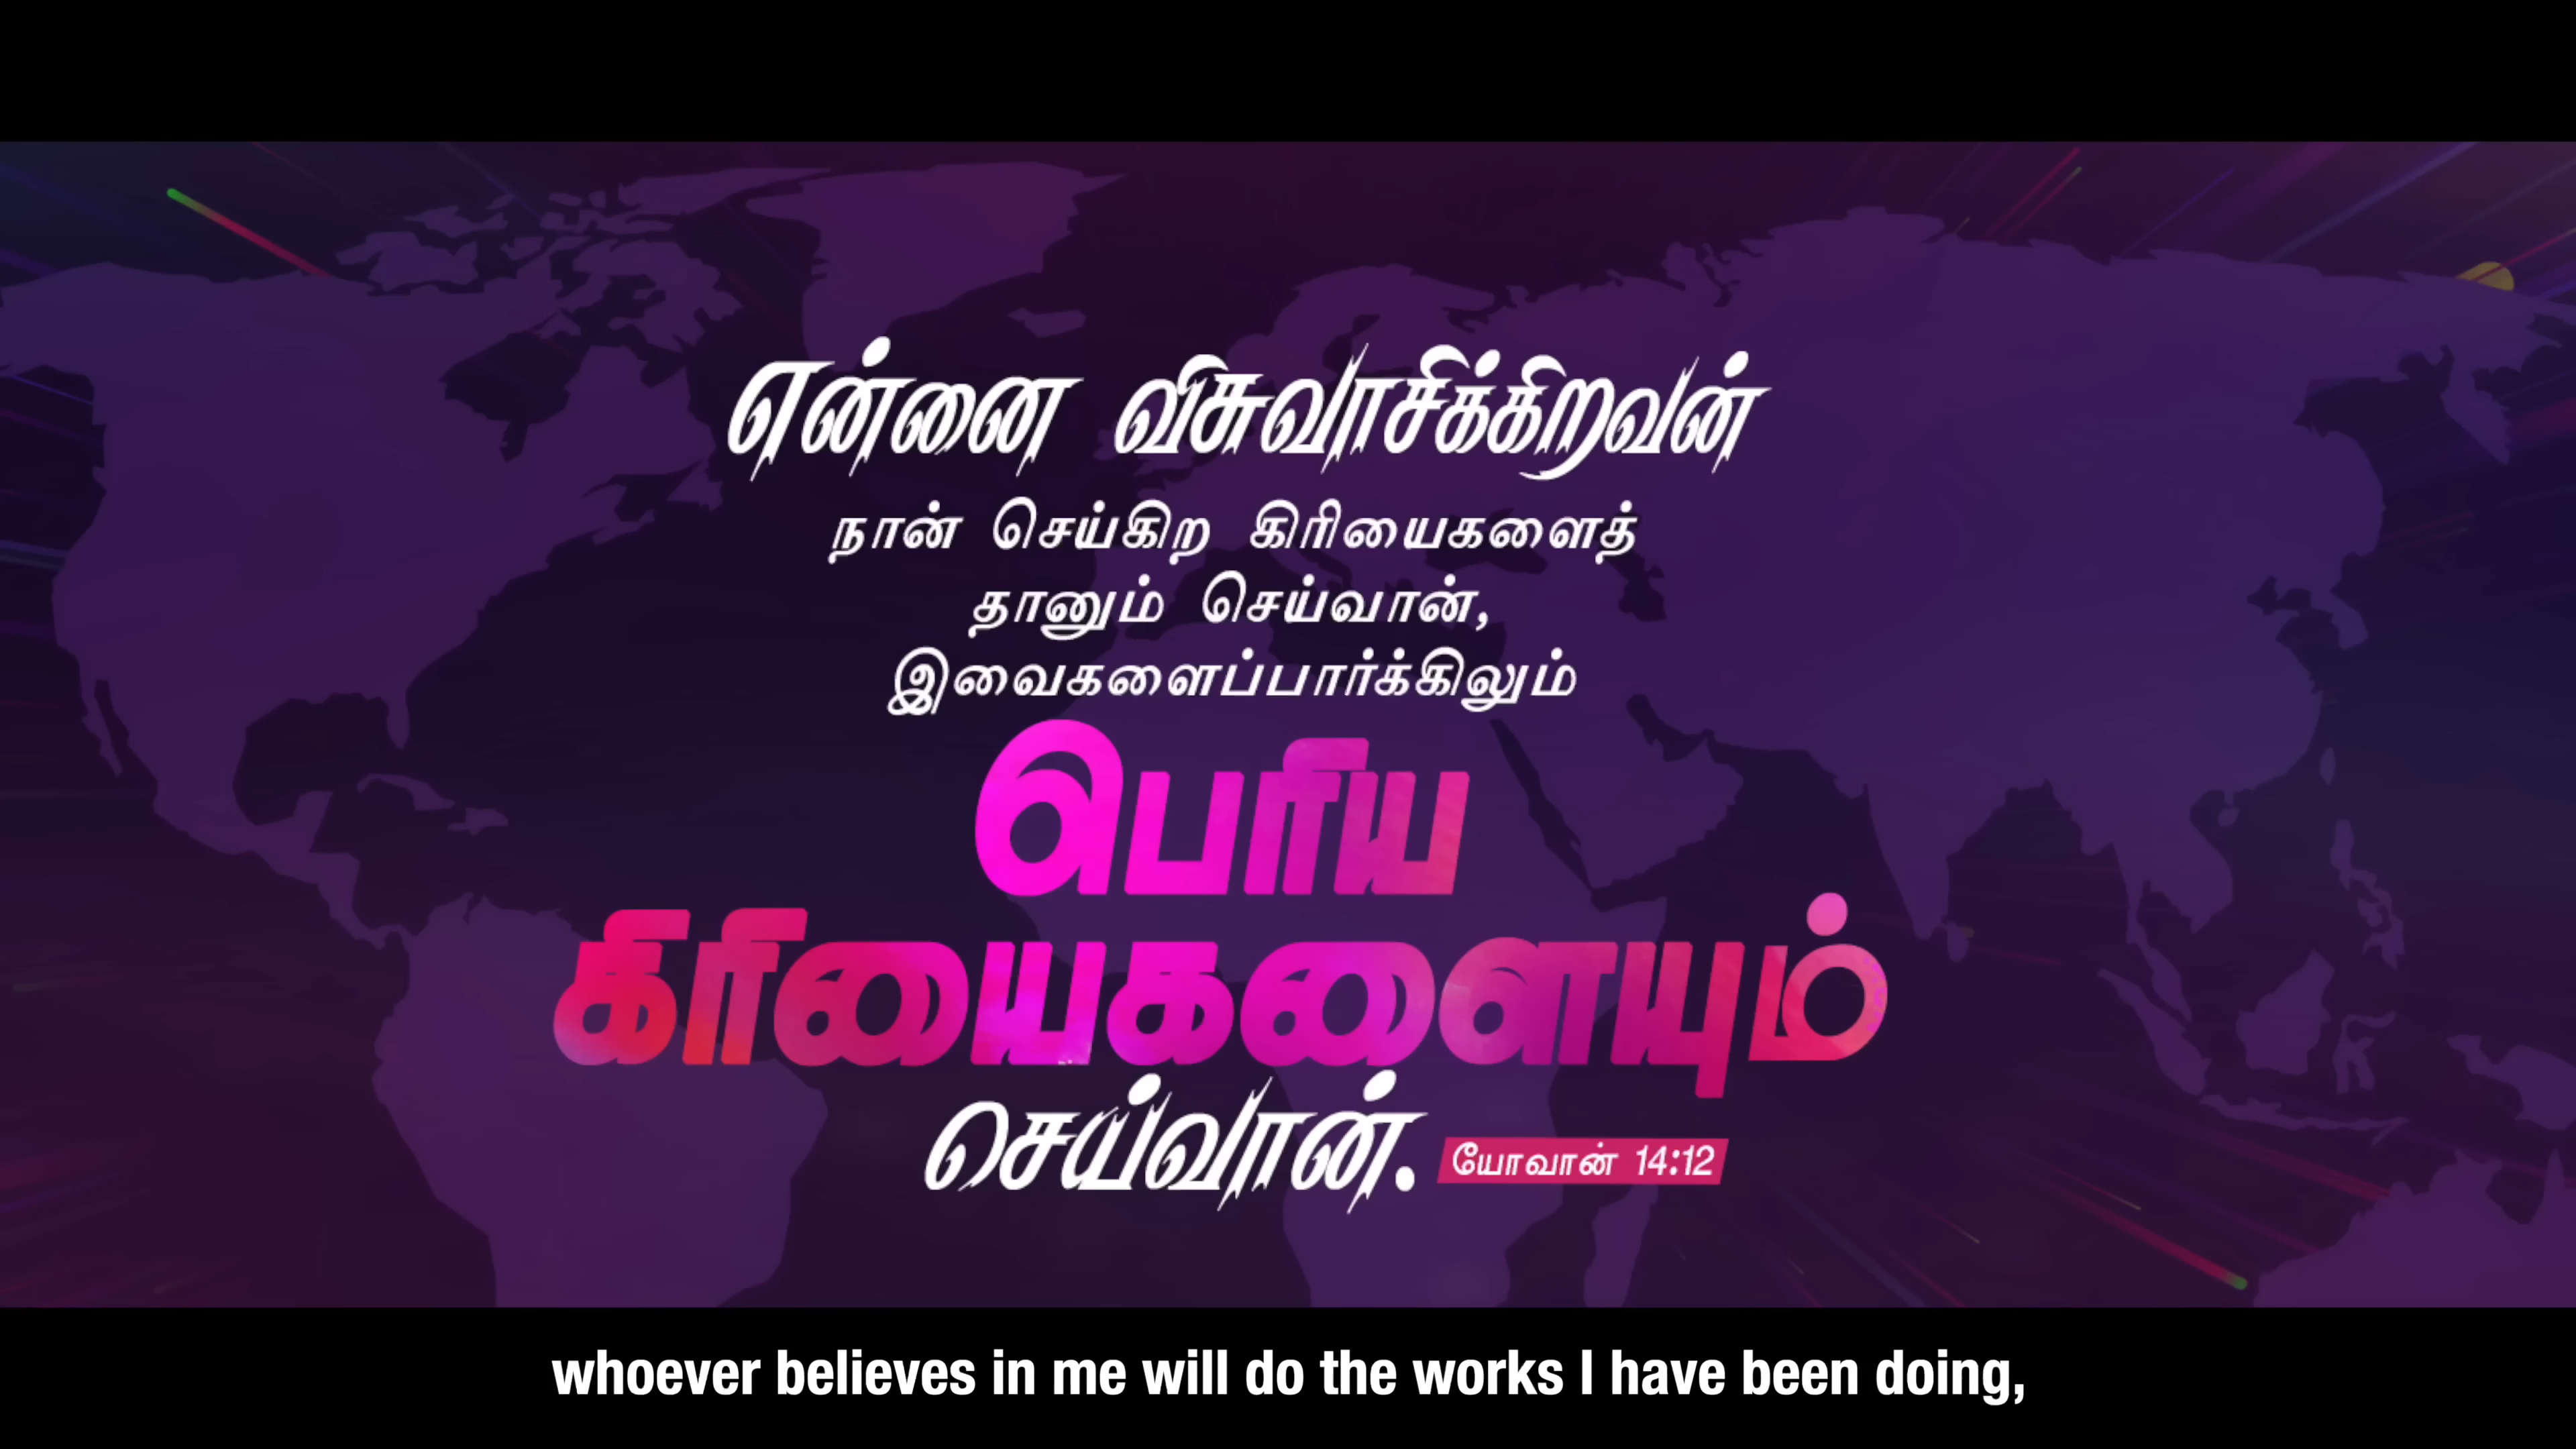 என்னை விசுவாசிக்கிறவன்
நான் செய்கிற கிரியைகளைத்
தானும் செய்வான்,
இவைகளைப்பார்க்கிலும்
பெரிய
கிரியைகளையும்
செய்வான்.
யோவான் 14:12
whoever believes in me will do the works I have been doing,